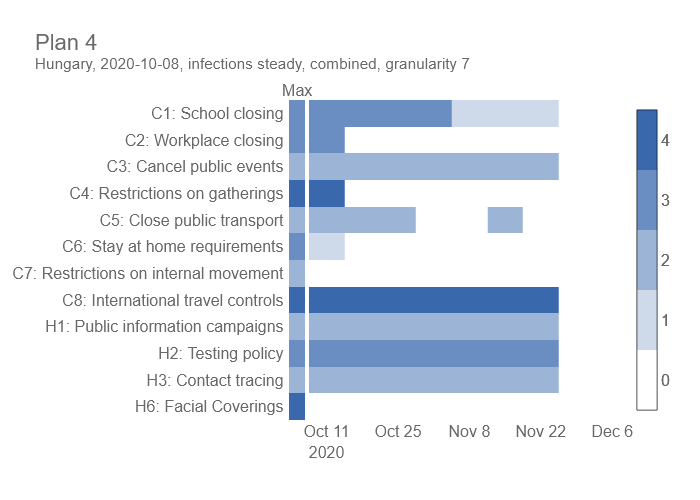 Plan 4
Hungary, 2020-10-08, infections steady, combined, granularity 7
Max
C1: School closing
C2: Workplace closing
C3: Cancel public events
C4: Restrictions on gatherings
C5: Close public transport
C6: Stay at home requirements
C7: Restrictions on internal movement
C8: International travel controls
H1: Public information campaigns
H2: Testing policy
H3: Contact tracing
H6: Facial Coverings
Oct 11 Oct 25 Nov 8 Nov 22 Dec 6
2020
4
3
2
1
0